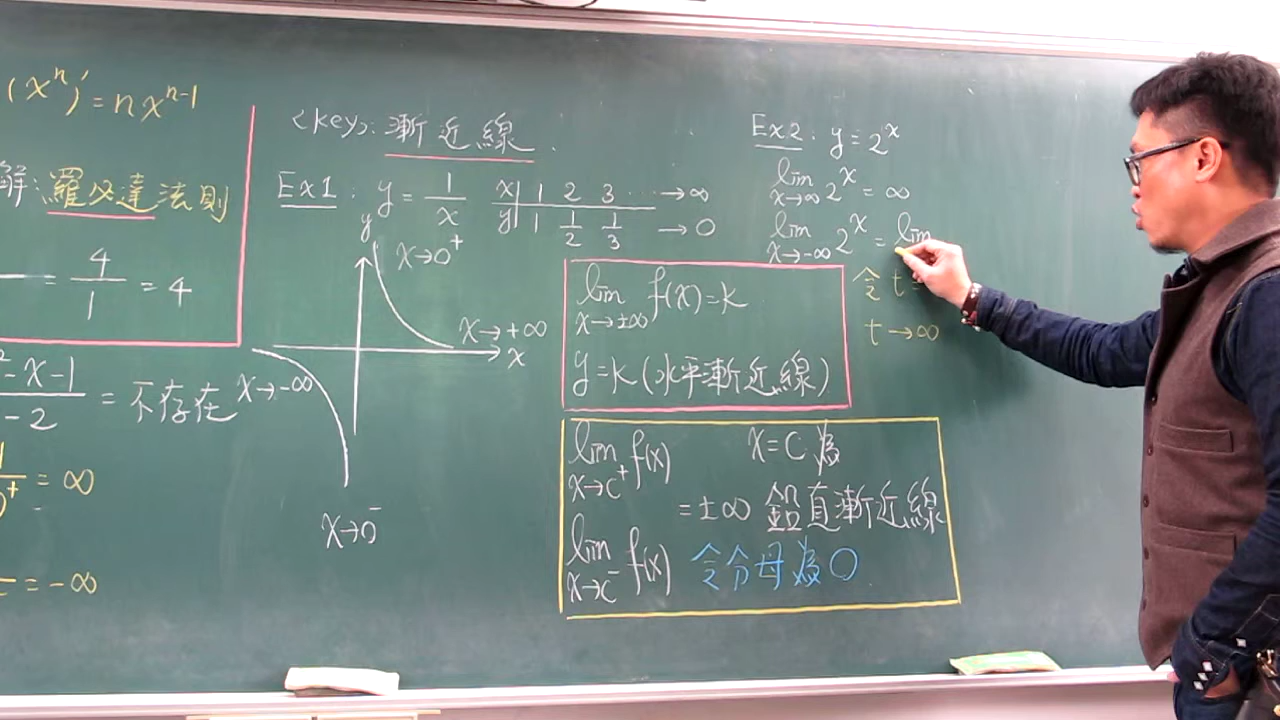 (xⁿ)′ = nxⁿ⁻¹
解: 羅必達法則
= 4/1 = 4
²-x-1
-2
= 不存在
= ∞
= -∞
<key>: 漸近線.
Ex1: y = 1/x
x 1 2 3 … → ∞
y 1 1/2 1/3 → 0
y
x→0⁺
x→+∞
x
x→-∞
x→0⁻
lim x→±∞ f(x) = k
y = k (水平漸近線)
lim x→c⁺ f(x)
lim x→c⁻ f(x)
x = c 為
= ±∞ 鉛直漸近線
令分母為0
Ex2: y = 2ˣ
lim x→∞ 2ˣ = ∞
lim x→-∞ 2ˣ = lim
令 t =
t→∞